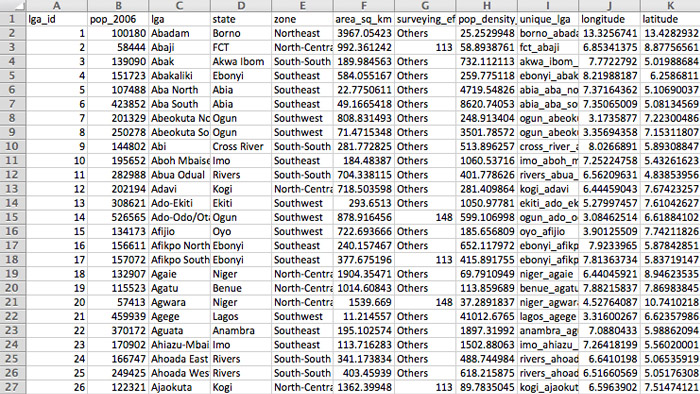 A B C D E F G H I J K
1 lga_id pop_2006 lga state zone area_sq_km surveying_ef pop_density_ unique_lga longitude latitude
2 1 100180 Abadam Borno Northeast 3967.05423 Others 25.2529948 borno_abada 13.3256741 13.4282932
3 2 58444 Abaji FCT North-Centra 992.361242 113 58.8938761 fct_abaji 6.85341375 8.87756561
4 3 139090 Abak Akwa Ibom South-South 189.984563 Others 732.112113 akwa_ibom_ 7.7722792 5.01988684
5 4 151723 Abakaliki Ebonyi Southeast 584.055167 Others 259.775118 ebonyi_abak 8.21988187 6.2586811
6 5 107488 Aba North Abia Southeast 22.7750611 Others 4719.54826 abia_aba_no 7.37164362 5.10690037
7 6 423852 Aba South Abia Southeast 49.1665418 Others 8620.74053 abia_aba_so 7.35065009 5.08134569
8 7 201329 Abeokuta No Ogun Southwest 808.831493 Others 248.913404 ogun_abeok 3.1735877 7.22300486
9 8 250278 Abeokuta So Ogun Southwest 71.4715348 Others 3501.78572 ogun_abeok 3.35694358 7.15311807
10 9 144802 Abi Cross River South-South 281.772825 Others 513.896257 cross_river_a 8.0266891 5.89308847
11 10 195652 Aboh Mbaise Imo Southeast 184.48387 Others 1060.53716 imo_aboh_m 7.25224758 5.43261623
12 11 282988 Abua Odual Rivers South-South 704.338115 Others 401.778626 rivers_abua_ 6.56209631 4.83853956
13 12 202194 Adavi Kogi North-Centra 718.503598 Others 281.409864 kogi_adavi 6.44459043 7.67423257
14 13 308621 Ado-Ekiti Ekiti Southwest 293.6513 Others 1050.97781 ekiti_ado_ek 5.27997457 7.61042627
15 14 526565 Ado-Odo/Ota Ogun Southwest 878.916456 148 599.106998 ogun_ado_o 3.08462514 6.61884102
16 15 134173 Afijio Oyo Southwest 722.693666 Others 185.656809 oyo_afijio 3.90125509 7.74211826
17 16 156611 Afikpo North Ebonyi Southeast 240.157467 Others 652.117972 ebonyi_afikp 7.9233965 5.87842851
18 17 157072 Afikpo South Ebonyi Southeast 377.675196 113 415.891755 ebonyi_afikp 7.81363734 5.83719147
18 132907 Agaie Niger North-Centra 1904.35471 Others 69.7910949 niger_agaie 6.44045921 8.94623535
19 115523 Agatu Benue North-Centra 1014.60843 Others 113.859689 benue_agatu 7.88215837 7.86983845
21 20 57413 Agwara Niger North-Centra 1539.669 148 37.2891837 niger_agwar 4.52764087 10.7410218
22 21 459939 Agege Lagos Southwest 11.214557 Others 41012.6765 lagos_agege 3.31600267 6.62357986
23 22 370172 Aguata Anambra Southeast 195.102574 Others 1897.31992 anambra_ag 7.0880433 5.98862094
23 170902 Ahiazu-Mbai Imo Southeast 113.716283 Others 1502.88063 imo_ahiazu_ 7.26418199 5.56020001
25 24 166747 Ahoada East Rivers South-South 341.173834 Others 488.744984 rivers_ahoad 6.6410198 5.06535919
25 249425 Ahoada Wes Rivers South-South 403.45939 Others 618.215875 rivers_ahoad 6.51660569 5.05176308
27 26 122321 Ajaokuta Kogi North-Centra 1362.39948 113 89.7835045 kogi_ajaokut 6.5963902 7.51474121